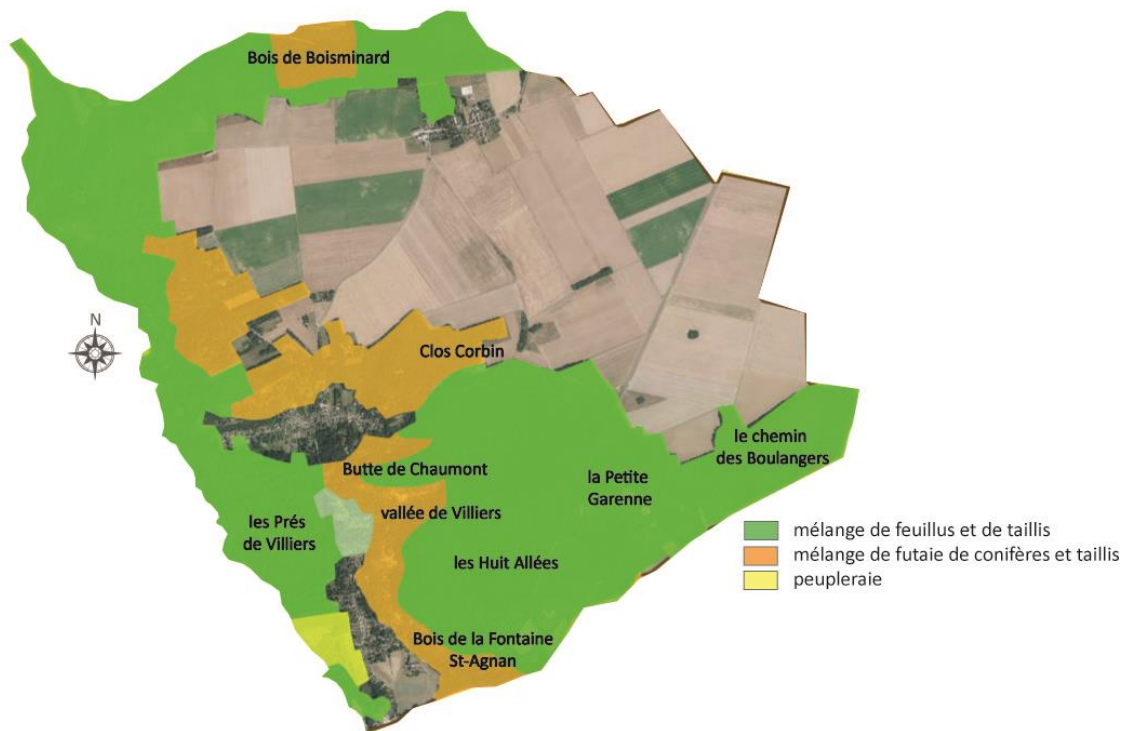 Bois de Boisminard
N
Clos Corbin
le chemin
des Boulangers
Butte de Chaumont
la Petite
Garenne
les Prés
de Villiers
vallée de Villiers
les Huit Allées
Bois de la Fontaine
St-Agnan
mélange de feuillus et de taillis
mélange de futaie de conifères et taillis
peupleraie